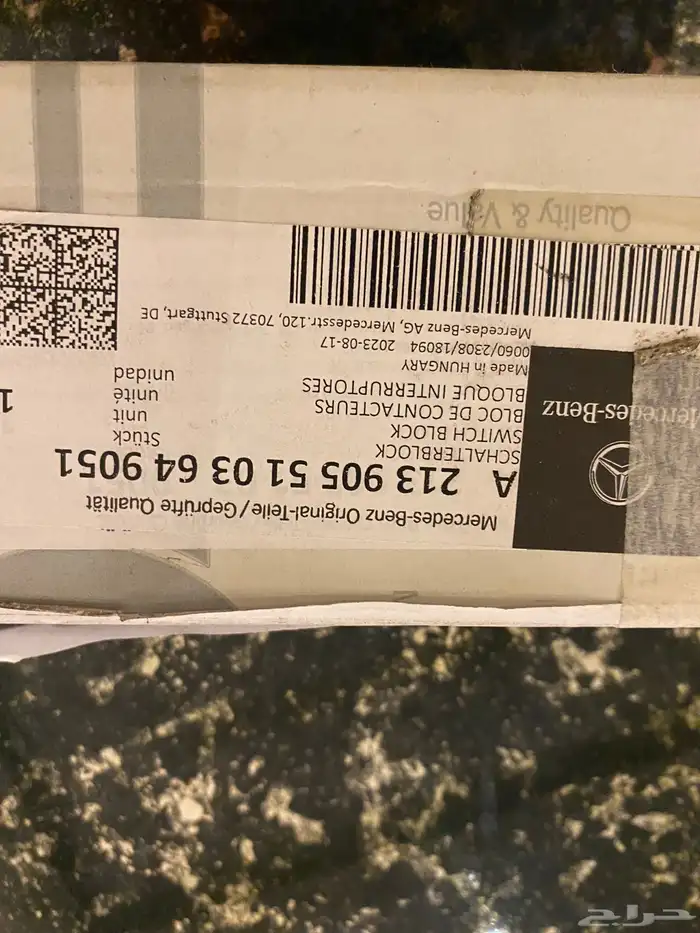 Mercedes-Benz
Mercedes-Benz Original-Teile/Geprüfte Qualität
A 213 905 51 03 64 9051
SCHALTERBLOCK
SWITCH BLOCK
BLOC DE CONTACTEURS
BLOQUE INTERRUPTORES
Stück
unit
unité
unidad
1
Made in HUNGARY
0060/2308/18094 2023-08-17
Mercedes-Benz AG, Mercedesstr.120, 70372 Stuttgart, DE
Quality & Value
حراج